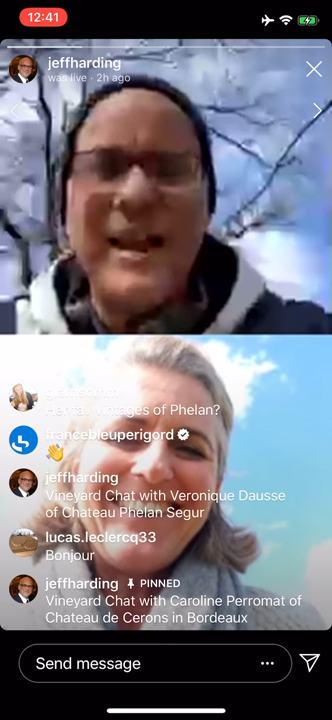 12:41
jeffharding
was live · 2h ago
of Phelan?
francebleuperigord
👋
jeffharding
Vineyard Chat with Veronique Dausse
of Chateau Phelan Segur
lucas.leclercq33
Bonjour
jeffharding PINNED
Vineyard Chat with Caroline Perromat of
Chateau de Cerons in Bordeaux
Send message